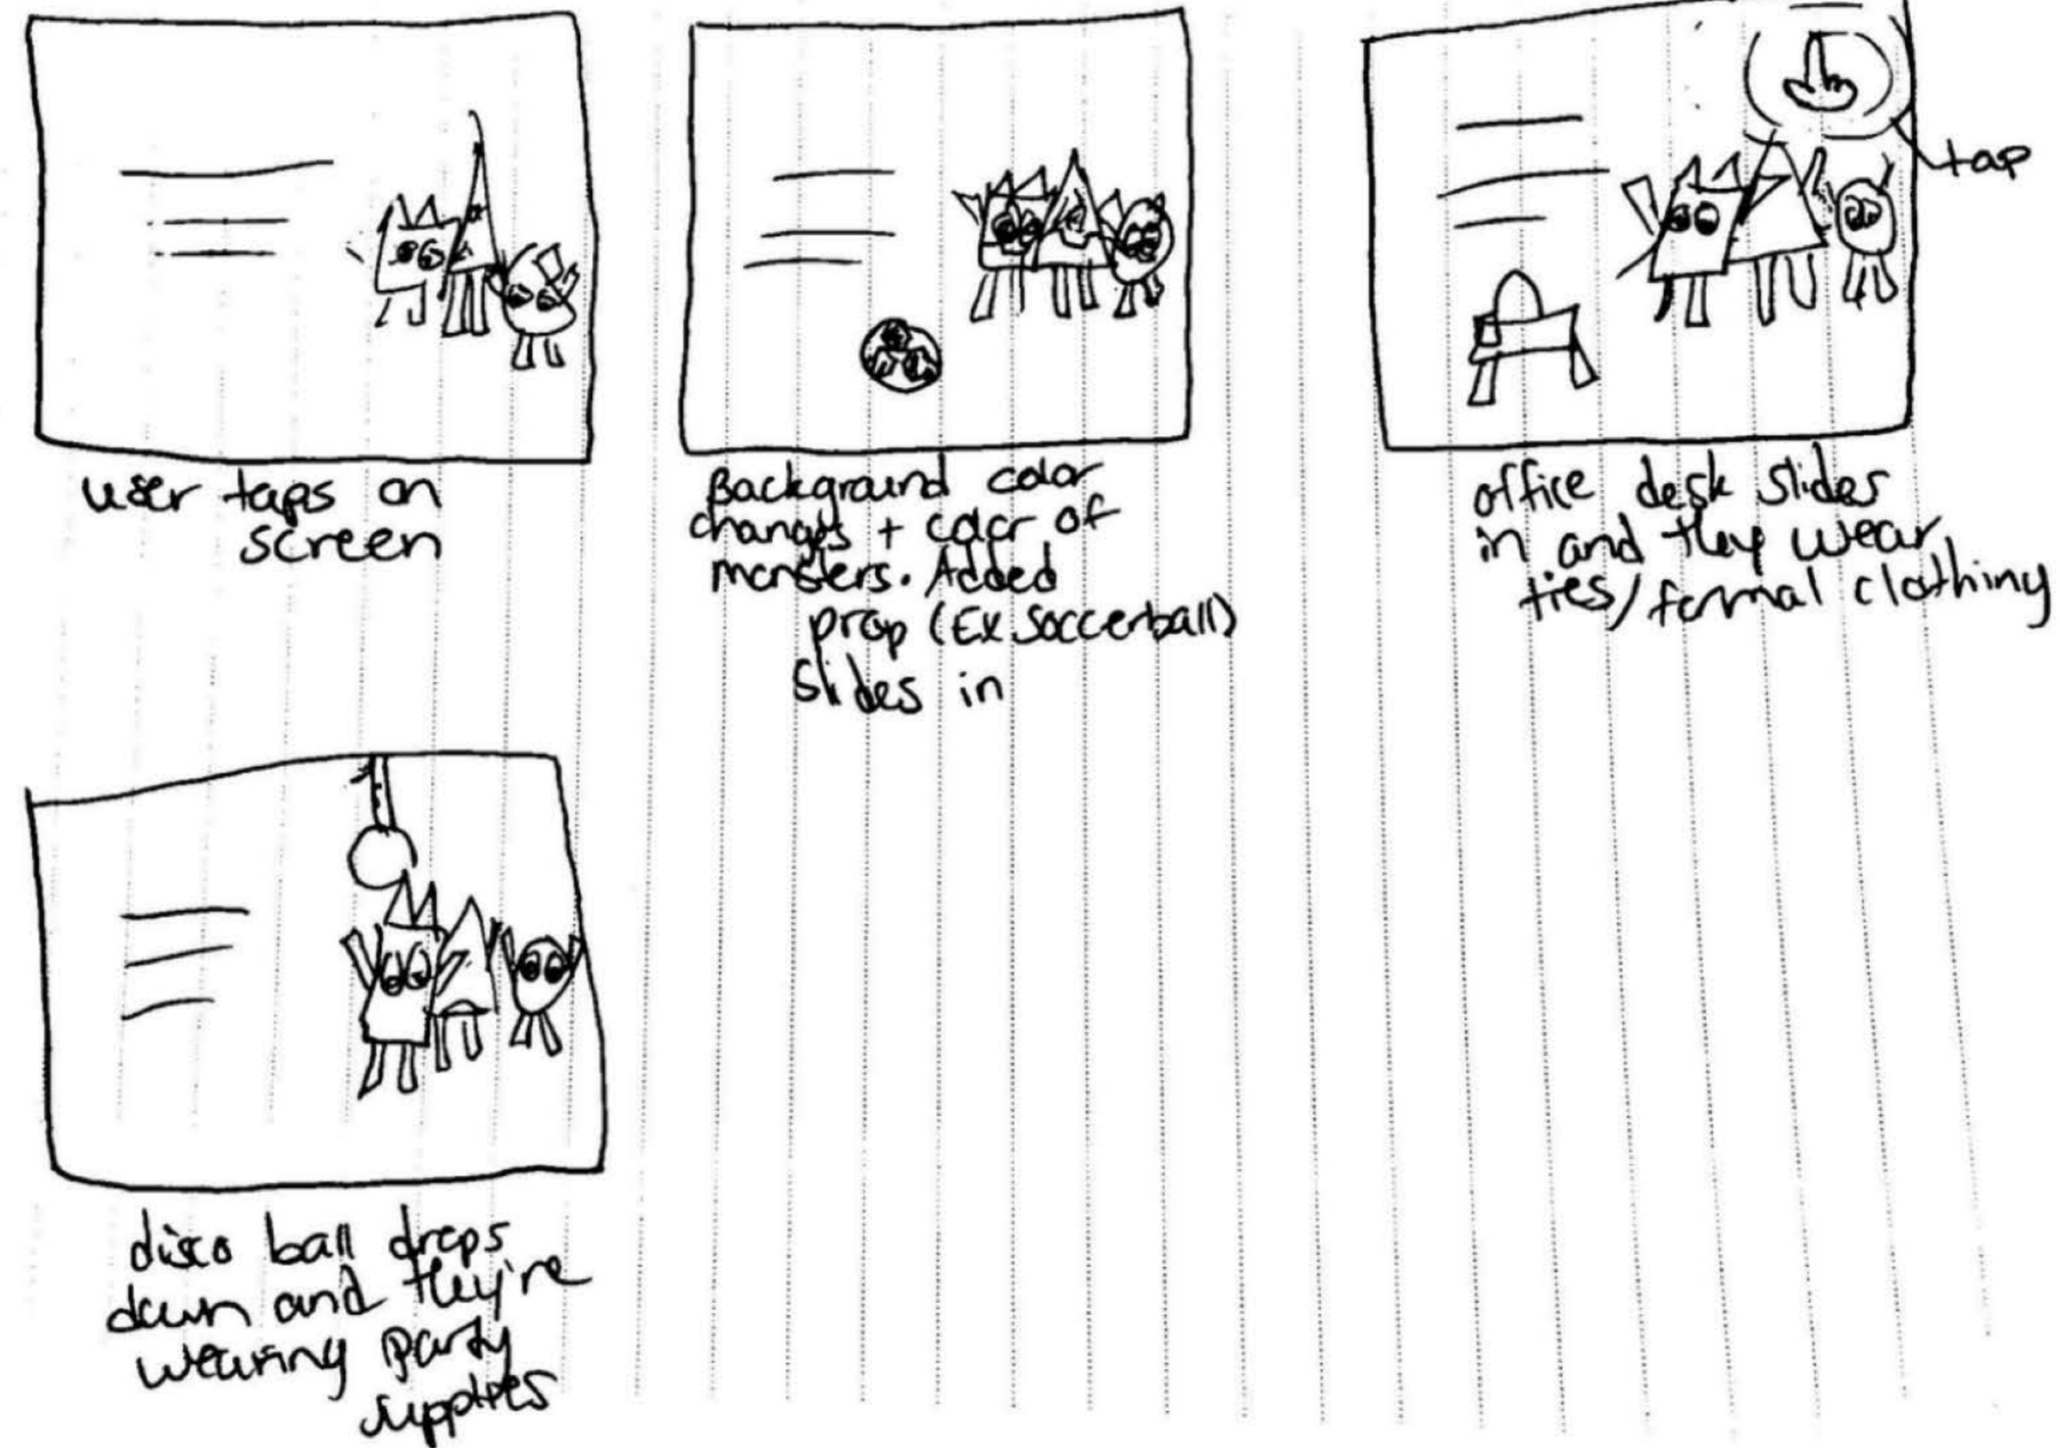 user taps on
screen
Background color
changes + color of
monsters. Added
prop (Ex soccerball)
slides in
tap
office desk slides
in and they wear
ties/formal clothing
disco ball drops
down and they're
wearing party
supplies